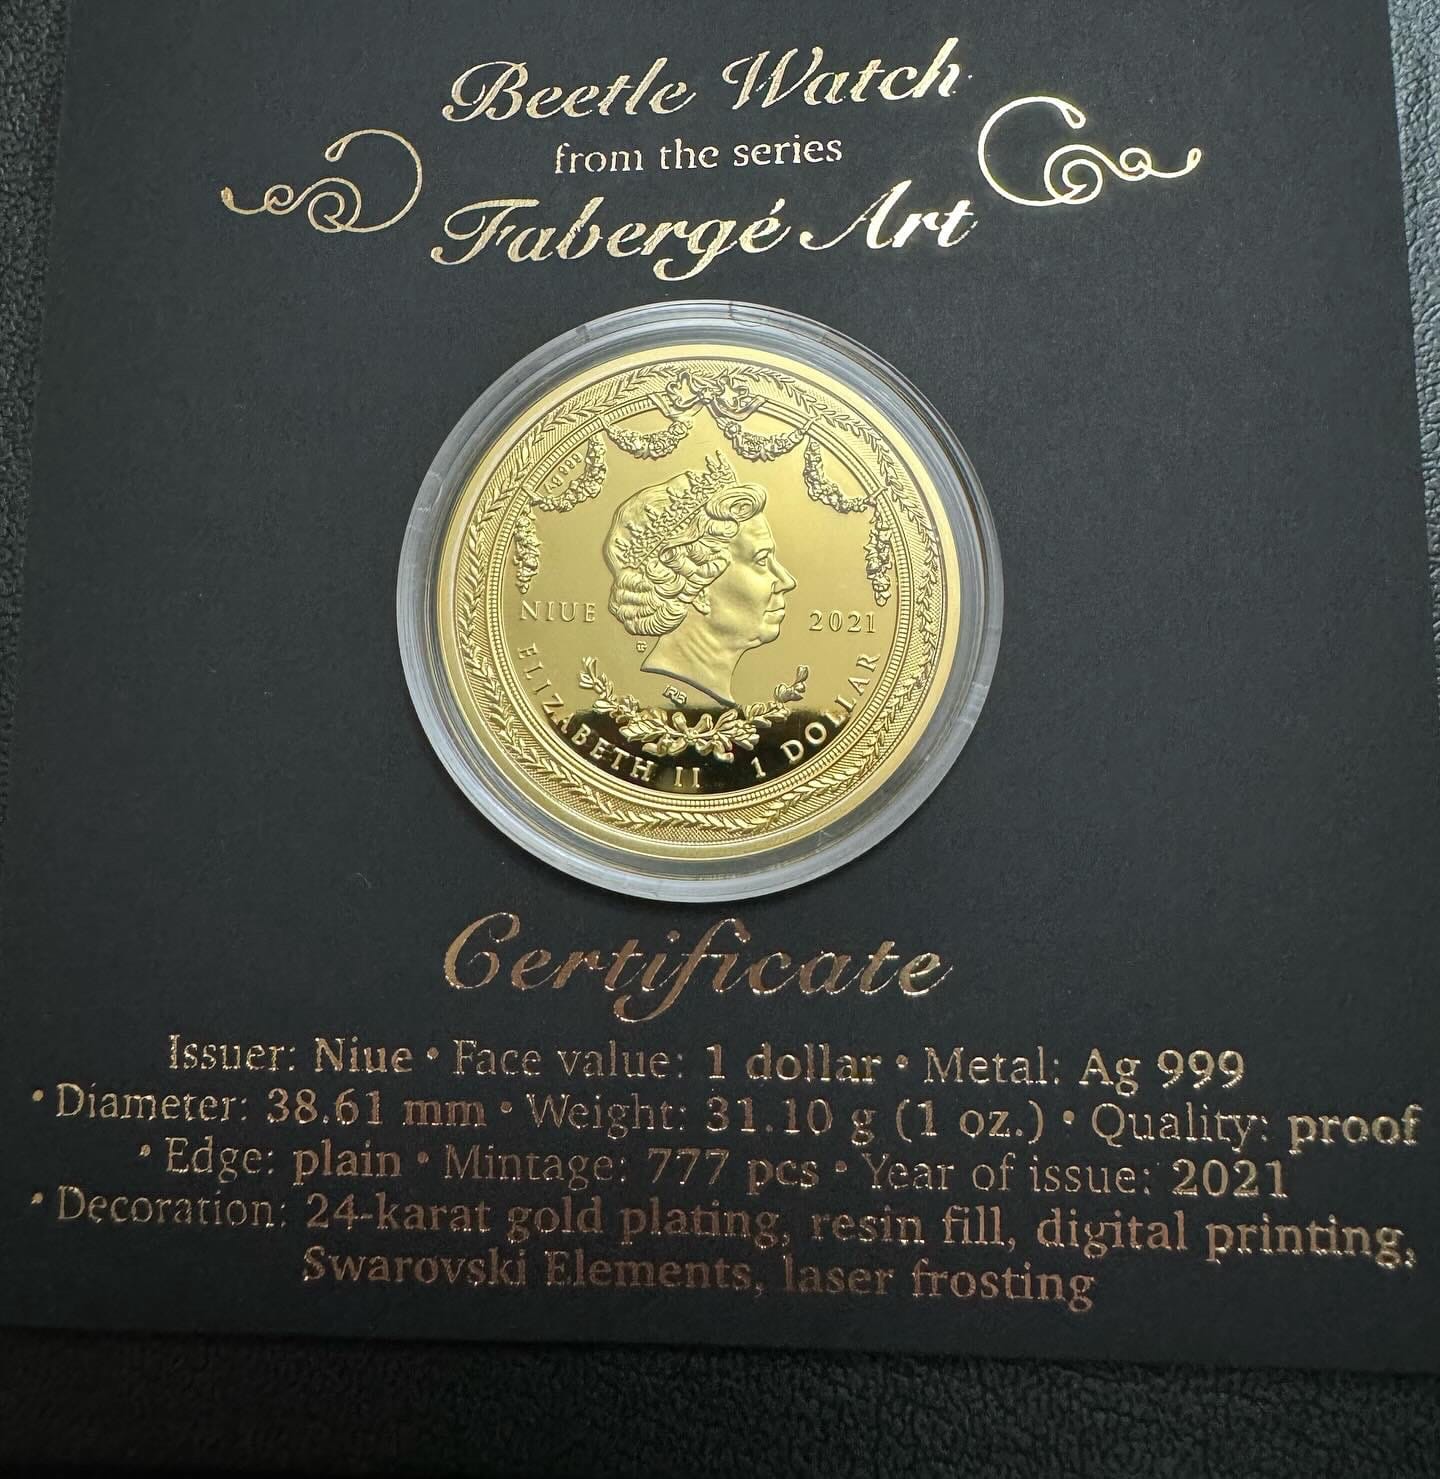 Beetle Watch
from the series
Fabergé Art
Ag 999
NIUE
2021
ELIZABETH II 1 DOLLAR
Certificate
Issuer: Niue • Face value: 1 dollar • Metal: Ag 999
• Diameter: 38.61 mm • Weight: 31.10 g (1 oz.) • Quality: proof
• Edge: plain • Mintage: 777 pcs • Year of issue: 2021
• Decoration: 24-karat gold plating, resin fill, digital printing,
Swarovski Elements, laser frosting